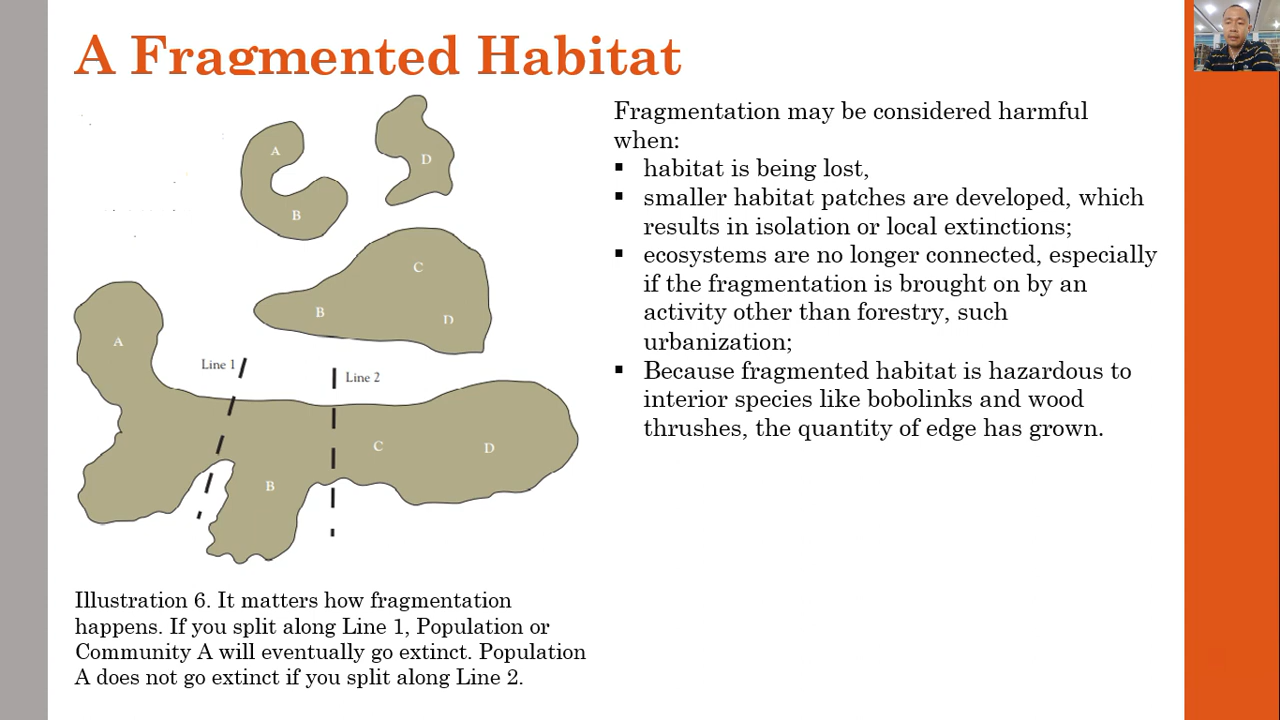 A Fragmented Habitat
A
D
B
C
B
D
A
Line 1
Line 2
C
D
B
Illustration 6. It matters how fragmentation
happens. If you split along Line 1, Population or
Community A will eventually go extinct. Population
A does not go extinct if you split along Line 2.
Fragmentation may be considered harmful
when:
▪ habitat is being lost,
▪ smaller habitat patches are developed, which
results in isolation or local extinctions;
▪ ecosystems are no longer connected, especially
if the fragmentation is brought on by an
activity other than forestry, such
urbanization;
▪ Because fragmented habitat is hazardous to
interior species like bobolinks and wood
thrushes, the quantity of edge has grown.